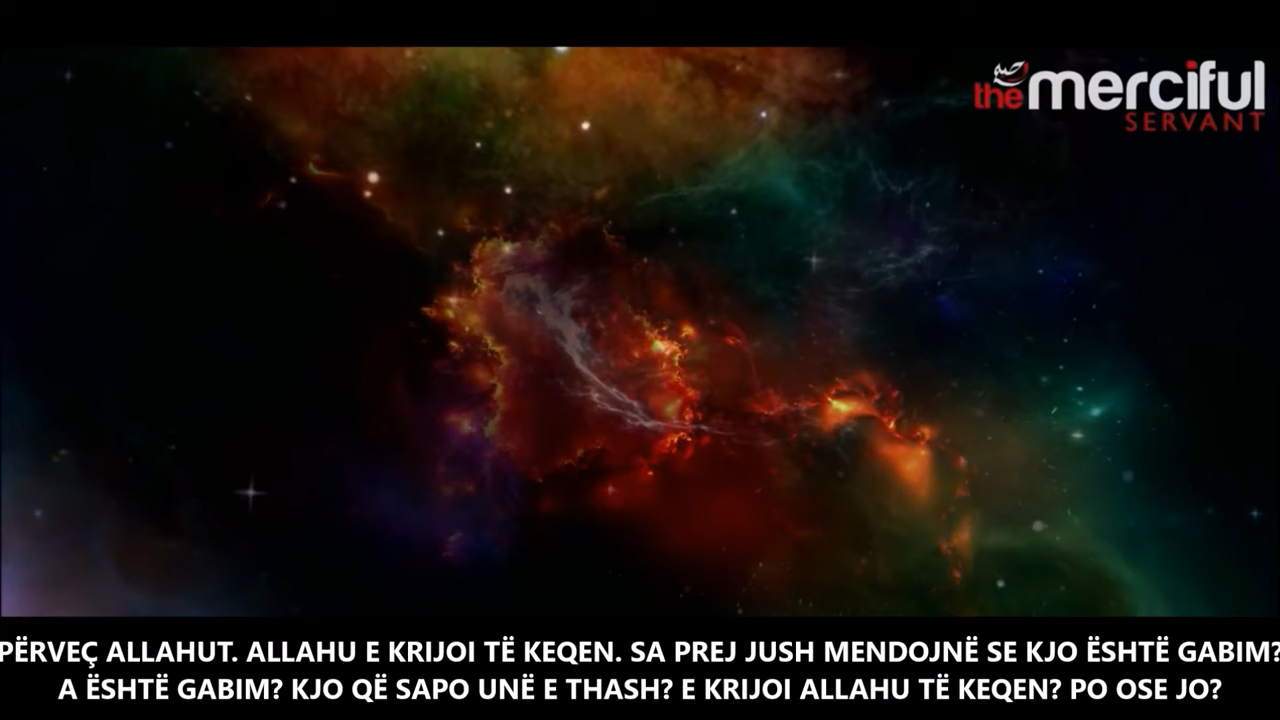 the merciful
SERVANT
PËRVEÇ ALLAHUT. ALLAHU E KRIJOI TË KEQEN. SA PREJ JUSH MENDOJNË SE KJO ËSHTË GABIM?
A ËSHTË GABIM? KJO QË SAPO UNË E THASH? E KRIJOI ALLAHU TË KEQEN? PO OSE JO?